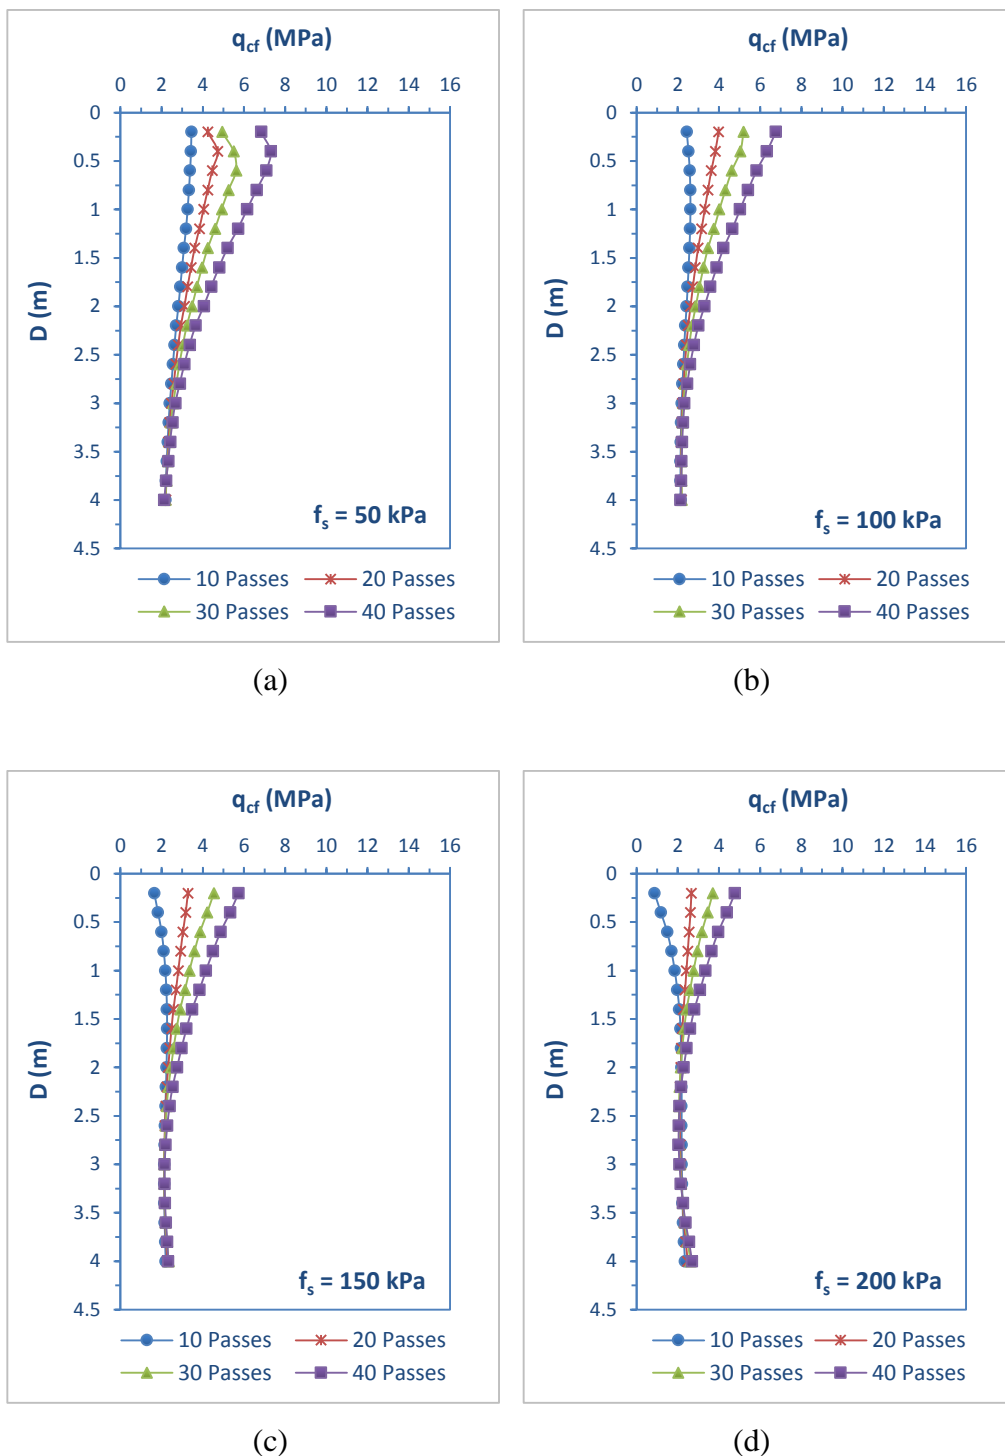 q_cf (MPa)
0 2 4 6 8 10 12 14 16
0
0.5
1
1.5
2
2.5
3
3.5
4
4.5
D (m)
f_s = 50 kPa
10 Passes 20 Passes
30 Passes 40 Passes
(a)
q_cf (MPa)
0 2 4 6 8 10 12 14 16
0
0.5
1
1.5
2
2.5
3
3.5
4
4.5
D (m)
f_s = 100 kPa
10 Passes 20 Passes
30 Passes 40 Passes
(b)
q_cf (MPa)
0 2 4 6 8 10 12 14 16
0
0.5
1
1.5
2
2.5
3
3.5
4
4.5
D (m)
f_s = 150 kPa
10 Passes 20 Passes
30 Passes 40 Passes
(c)
q_cf (MPa)
0 2 4 6 8 10 12 14 16
0
0.5
1
1.5
2
2.5
3
3.5
4
4.5
D (m)
f_s = 200 kPa
10 Passes 20 Passes
30 Passes 40 Passes
(d)